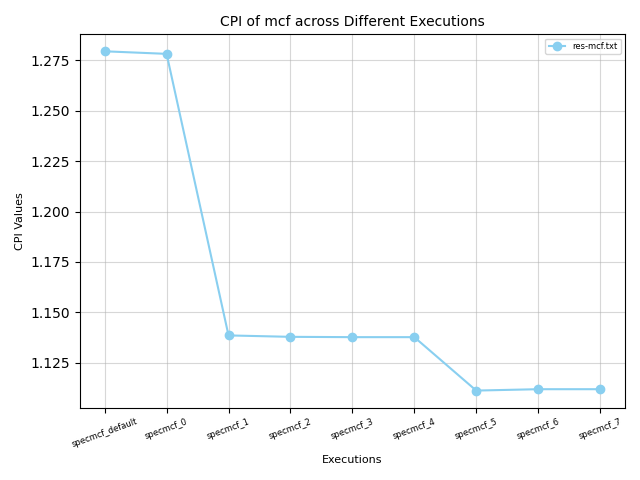 CPI of mcf across Different Executions
res-mcf.txt
1.275
1.250
1.225
1.200
1.175
1.150
1.125
CPI Values
specmcf_default
specmcf_0
specmcf_1
specmcf_2
specmcf_3
specmcf_4
specmcf_5
specmcf_6
specmcf_7
Executions